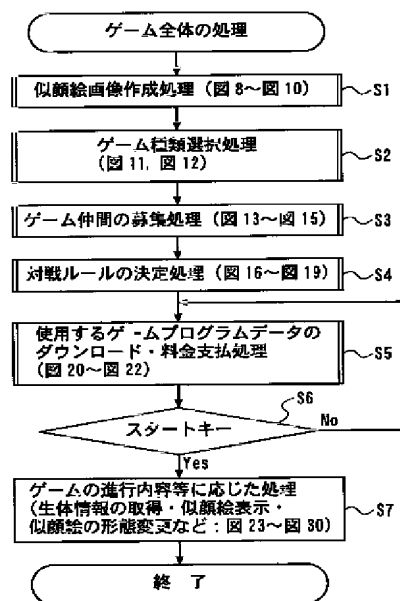 ゲーム全体の処理
似顔絵画像作成処理（図8〜図10）
S1
ゲーム種類選択処理
（図11, 図12）
S2
ゲーム仲間の募集処理（図13〜図15）
S3
対戦ルールの決定処理（図16〜図19）
S4
使用するゲームプログラムデータの
ダウンロード・料金支払処理
（図20〜図22）
S5
S6
スタートキー
No
Yes
ゲームの進行内容等に応じた処理
（生体情報の取得・似顔絵表示・
似顔絵の形態変更など：図23〜図30）
S7
終 了